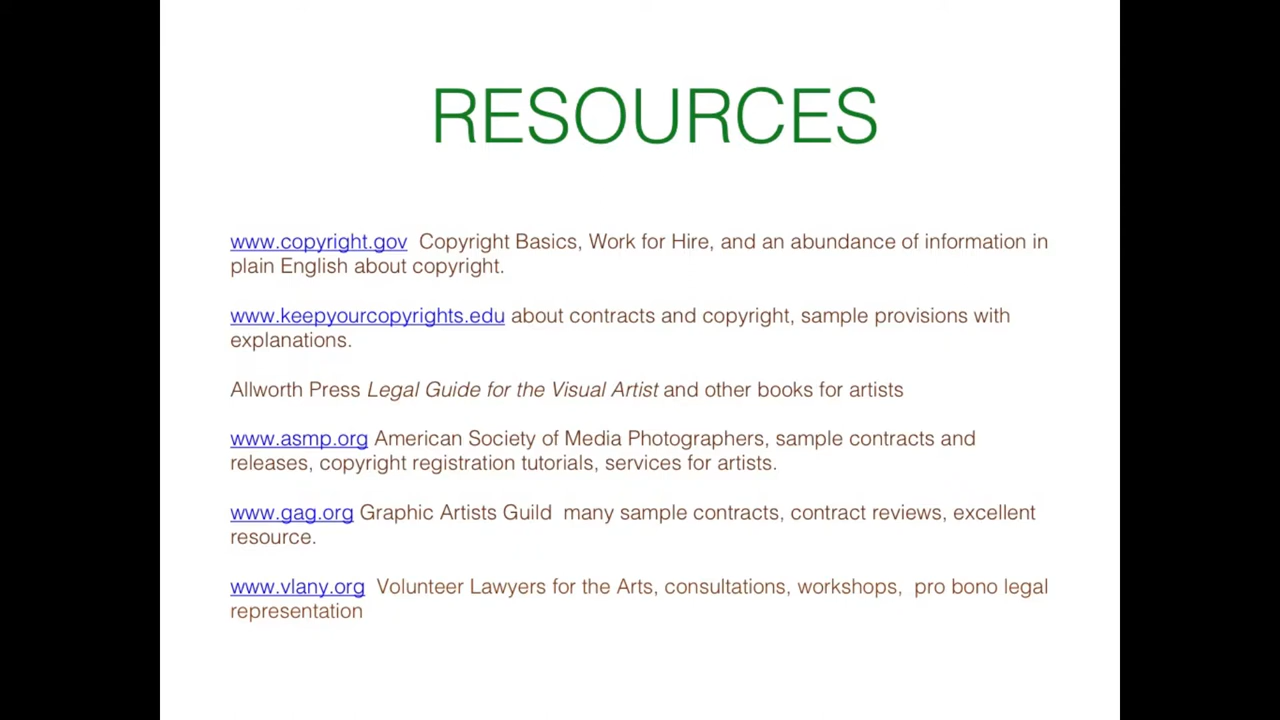 RESOURCES
www.copyright.gov  Copyright Basics, Work for Hire, and an abundance of information in
plain English about copyright.
www.keepyourcopyrights.edu about contracts and copyright, sample provisions with
explanations.
Allworth Press Legal Guide for the Visual Artist and other books for artists
www.asmp.org American Society of Media Photographers, sample contracts and
releases, copyright registration tutorials, services for artists.
www.gag.org Graphic Artists Guild  many sample contracts, contract reviews, excellent
resource.
www.vlany.org  Volunteer Lawyers for the Arts, consultations, workshops,  pro bono legal
representation